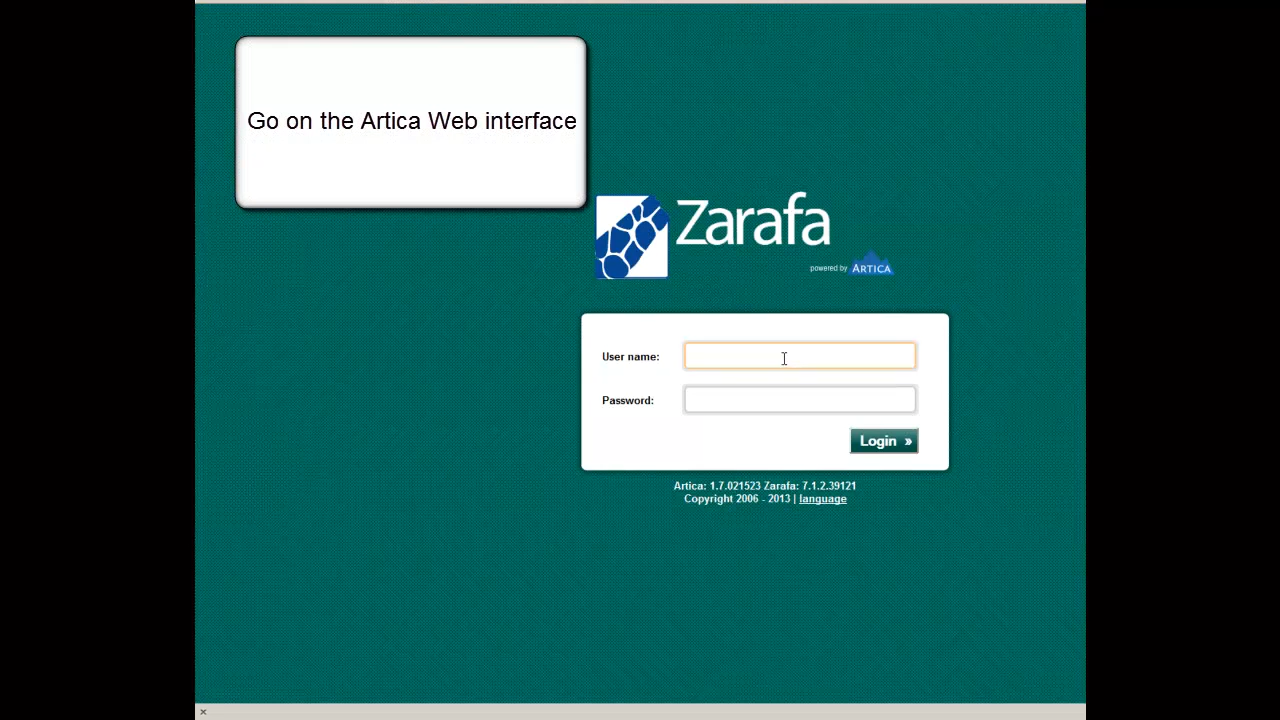 Go on the Artica Web interface
Zarafa
powered by ARTICA
User name:
Password:
Login »
Artica: 1.7.021523 Zarafa: 7.1.2.39121
Copyright 2006 - 2013 | language